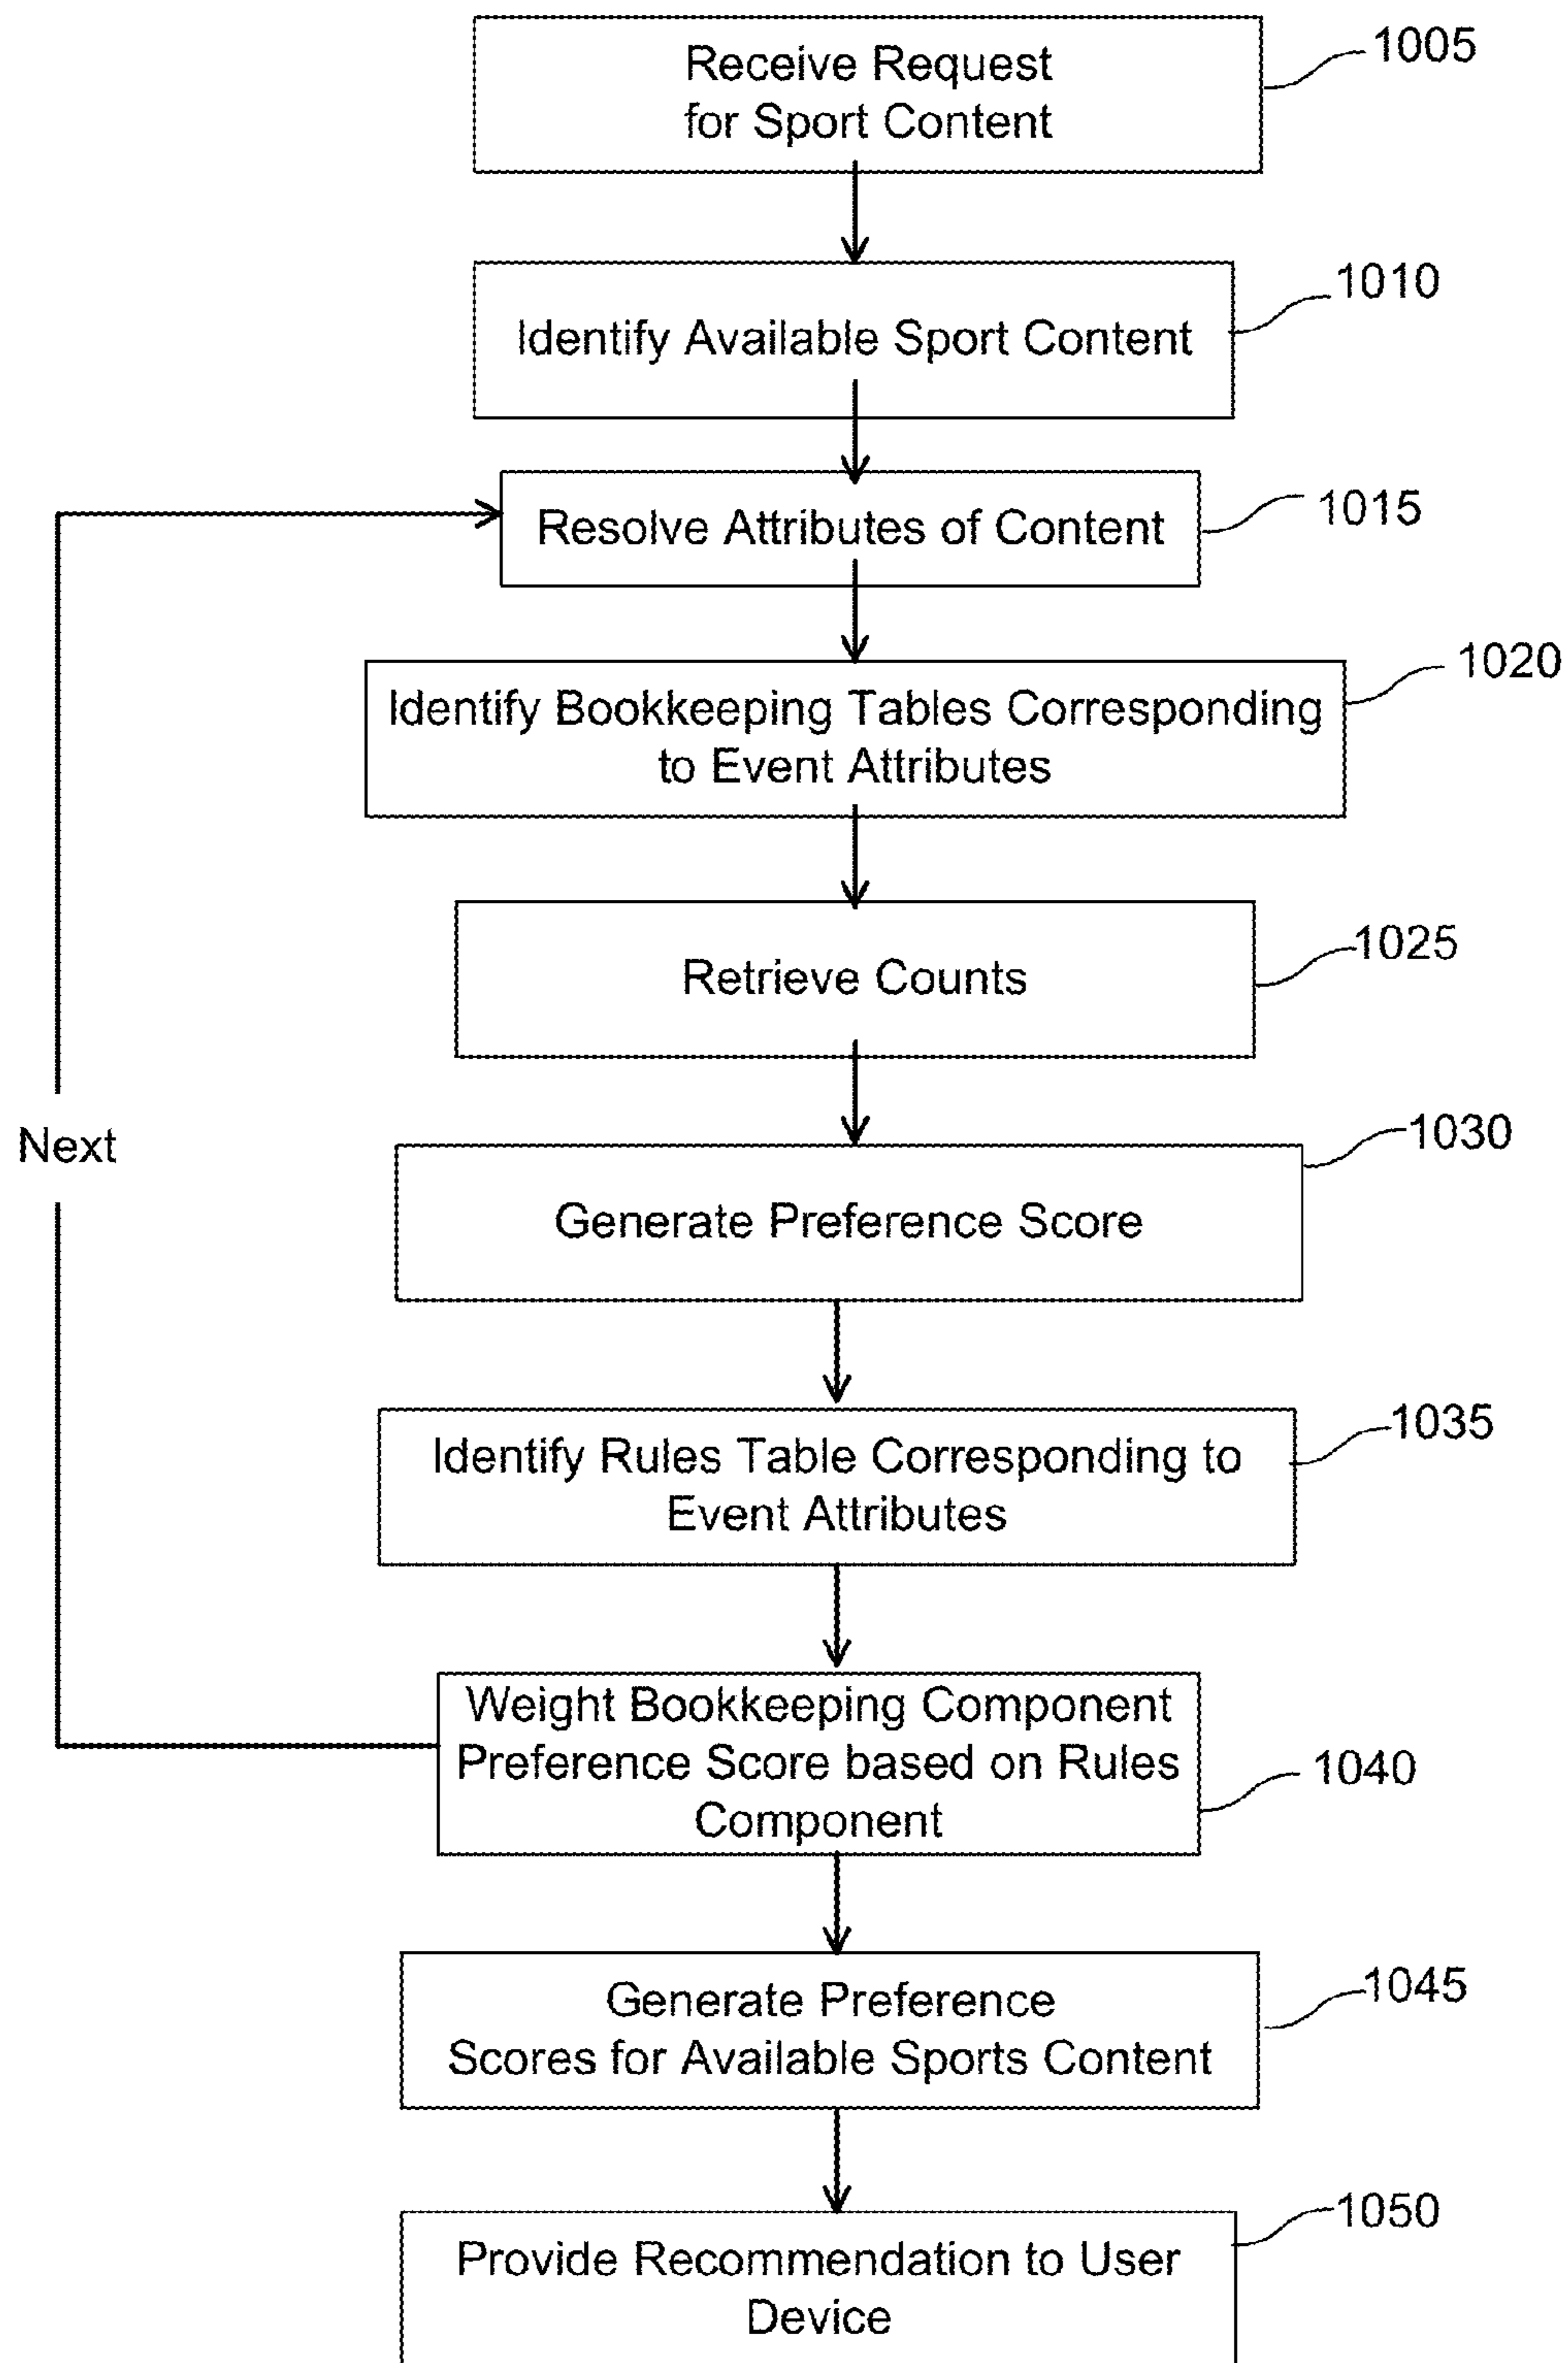 Receive Request
for Sport Content
1005
Identify Available Sport Content
1010
Resolve Attributes of Content
1015
Identify Bookkeeping Tables Corresponding
to Event Attributes
1020
Retrieve Counts
1025
Next
Generate Preference Score
1030
Identify Rules Table Corresponding to
Event Attributes
1035
Weight Bookkeeping Component
Preference Score based on Rules
Component
1040
Generate Preference
Scores for Available Sports Content
1045
Provide Recommendation to User
Device
1050